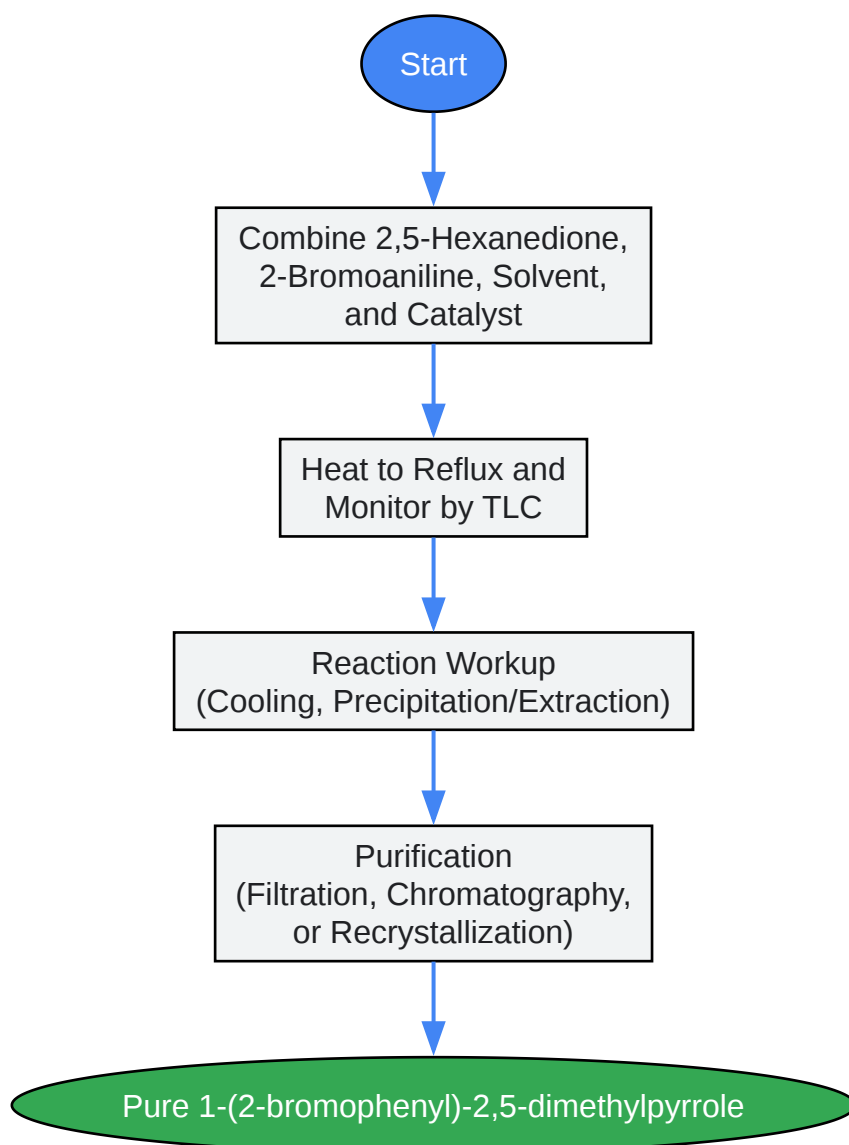 Start
Combine 2,5-Hexanedione,
2-Bromoaniline, Solvent,
and Catalyst
Heat to Reflux and
Monitor by TLC
Reaction Workup
(Cooling, Precipitation/Extraction)
Purification
(Filtration, Chromatography,
or Recrystallization)
Pure 1-(2-bromophenyl)-2,5-dimethylpyrrole